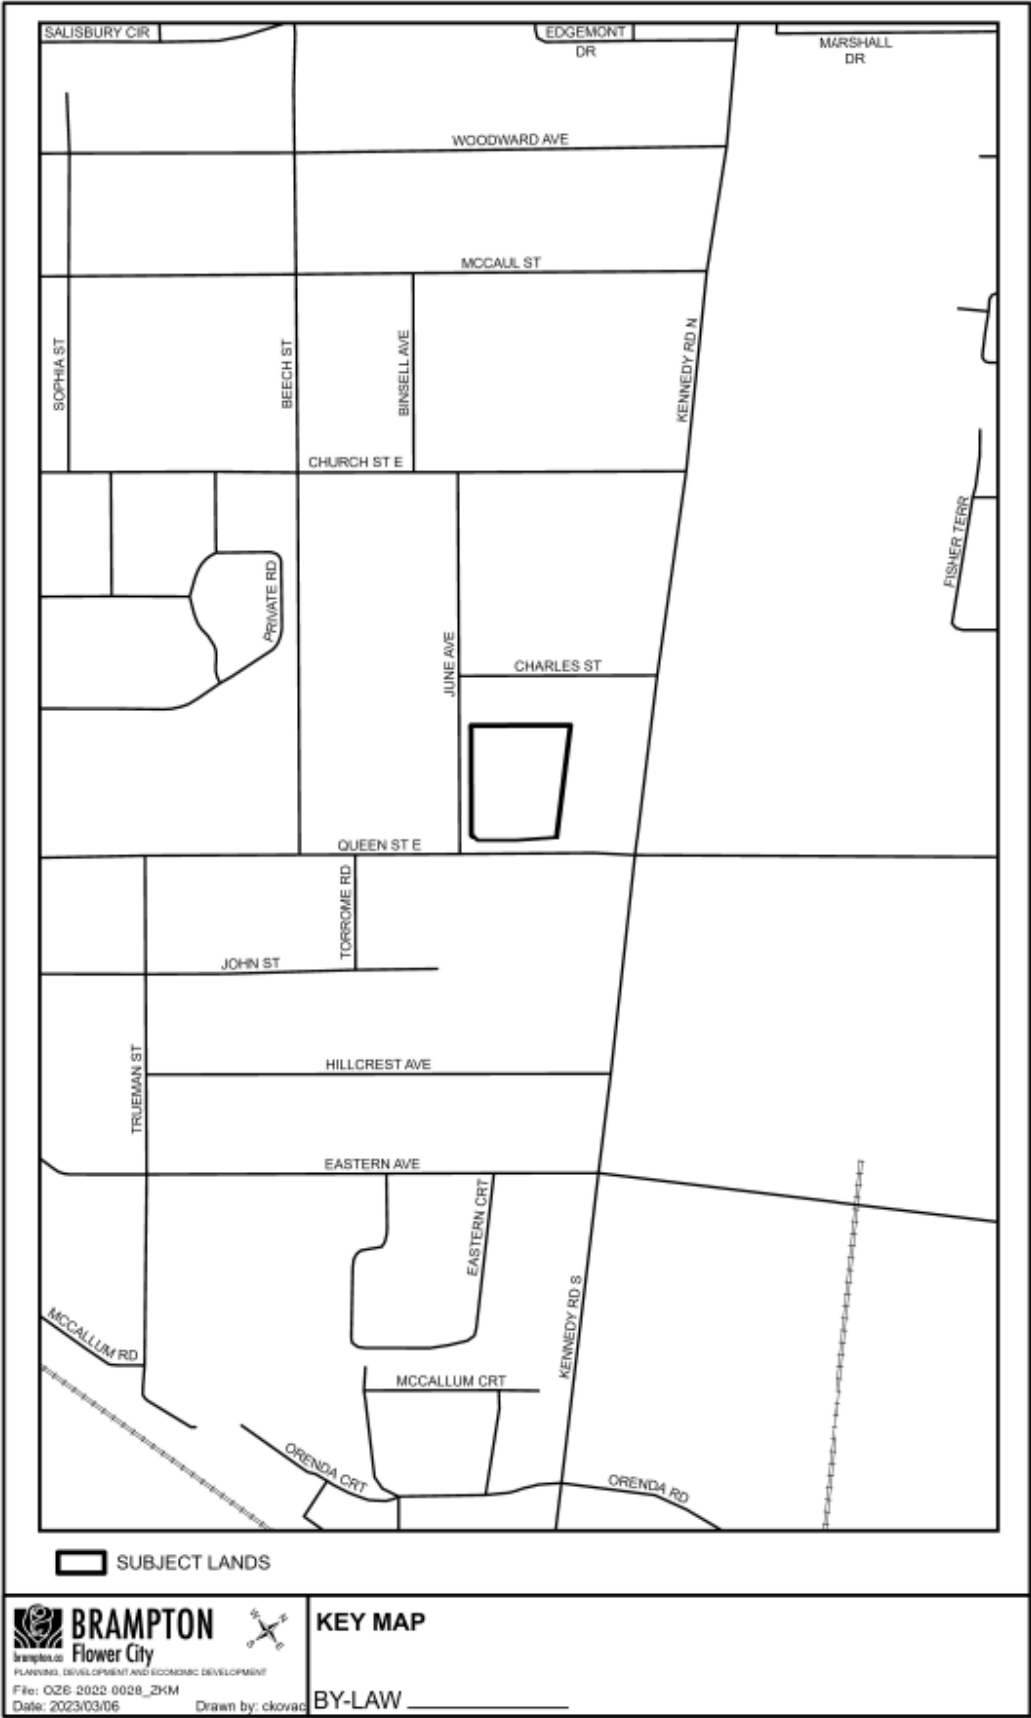 SALISBURY CIR
EDGEMONT
DR
MARSHALL
DR
WOODWARD AVE
MCCAUL ST
SOPHIA ST
BEECH ST
BINSELL AVE
KENNEDY RD N
CHURCH ST E
FISHER TERR
PRIVATE RD
JUNE AVE
CHARLES ST
QUEEN ST E
TORROME RD
JOHN ST
TRUEMAN ST
HILLCREST AVE
EASTERN AVE
EASTERN CRT
KENNEDY RD S
MCCALLUM RD
MCCALLUM CRT
ORENDA CRT
ORENDA RD
SUBJECT LANDS
BRAMPTON
brampton.ca Flower City
W N
S E
PLANNING, DEVELOPMENT AND ECONOMIC DEVELOPMENT
File: OZS-2022-0028_ZKM
Date: 2023/03/06 Drawn by: ckovac
KEY MAP
BY-LAW